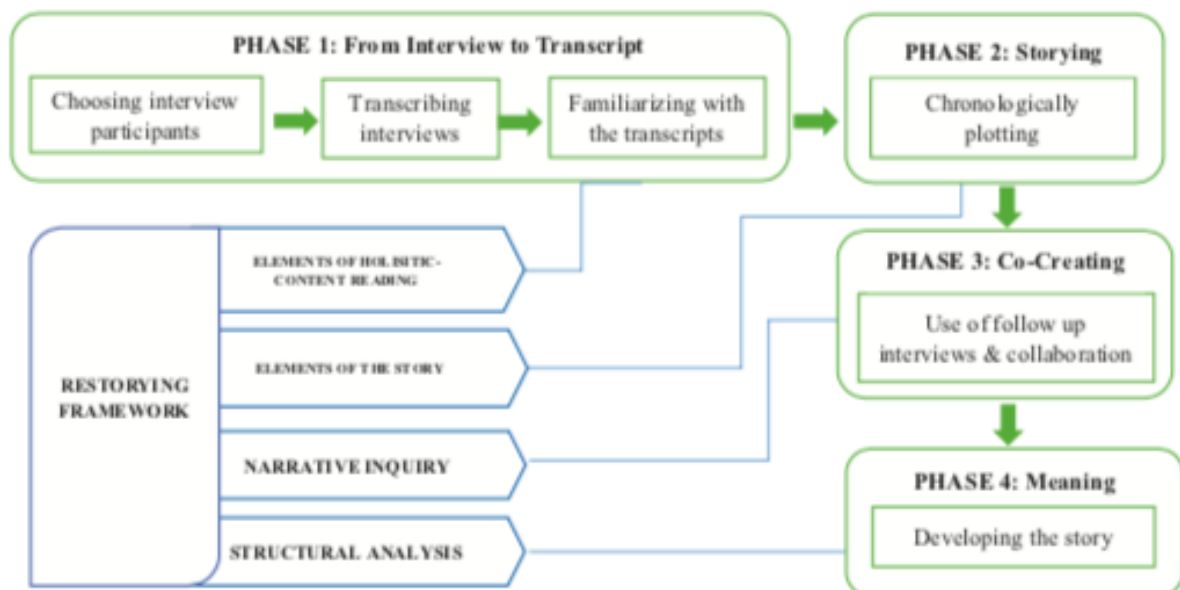 PHASE 1: From Interview to Transcript
Choosing interview
participants
Transcribing
interviews
Familiarizing with
the transcripts
PHASE 2: Storying
Chronologically
plotting
PHASE 3: Co-Creating
Use of follow up
interviews & collaboration
PHASE 4: Meaning
Developing the story
RESTORYING
FRAMEWORK
ELEMENTS OF HOLISITIC-
CONTENT READING
ELEMENTS OF THE STORY
NARRATIVE INQUIRY
STRUCTURAL ANALYSIS